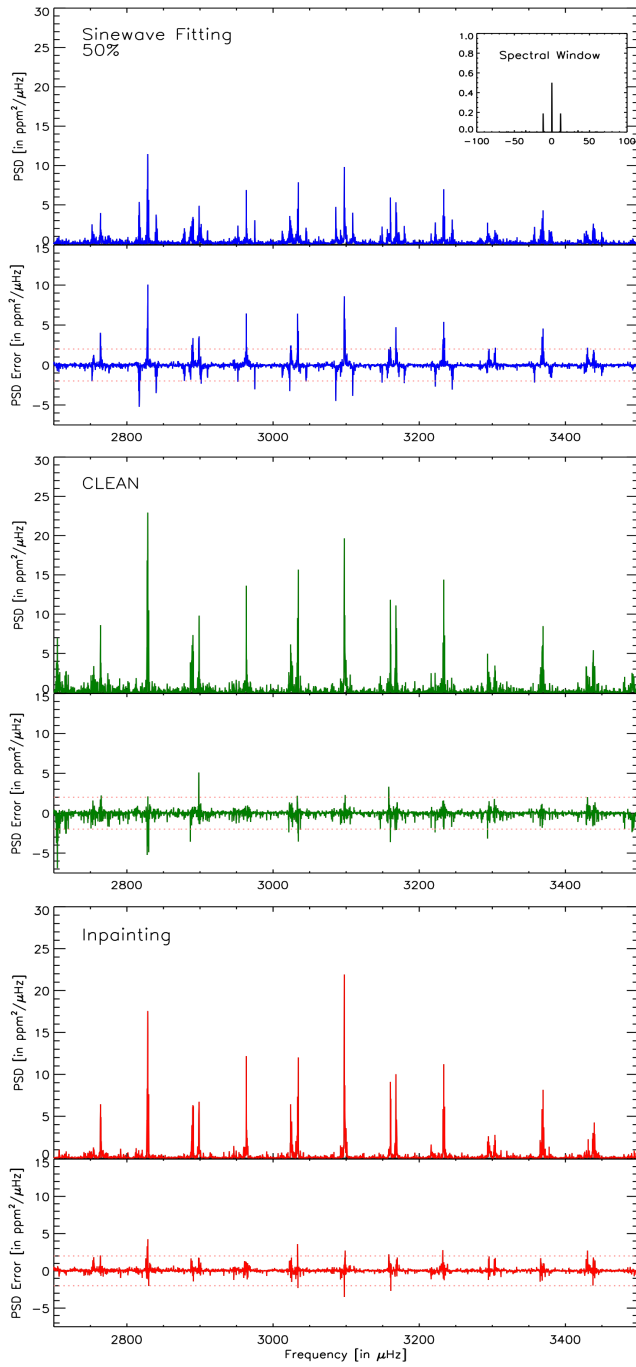 Sinewave Fitting
50%
Spectral Window
1.0
0.8
0.6
0.4
0.2
0.0
-100 -50 0 50 100
30
25
20
15
10
5
0
PSD [in ppm²/μHz]
15
10
5
0
-5
PSD Error [in ppm²/μHz]
2800 3000 3200 3400
CLEAN
30
25
20
15
10
5
0
PSD [in ppm²/μHz]
15
10
5
0
-5
PSD Error [in ppm²/μHz]
2800 3000 3200 3400
Inpainting
30
25
20
15
10
5
0
PSD [in ppm²/μHz]
15
10
5
0
-5
PSD Error [in ppm²/μHz]
2800 3000 3200 3400
Frequency [in μHz]